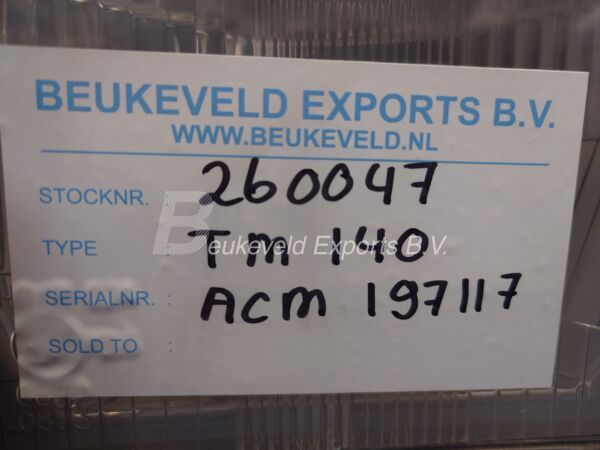 BEUKEVELD EXPORTS B.V.
WWW.BEUKEVELD.NL
STOCKNR. : 260047
Beukeveld Exports B.V.
TYPE : TM 140
SERIALNR. : ACM 197117
SOLD TO :